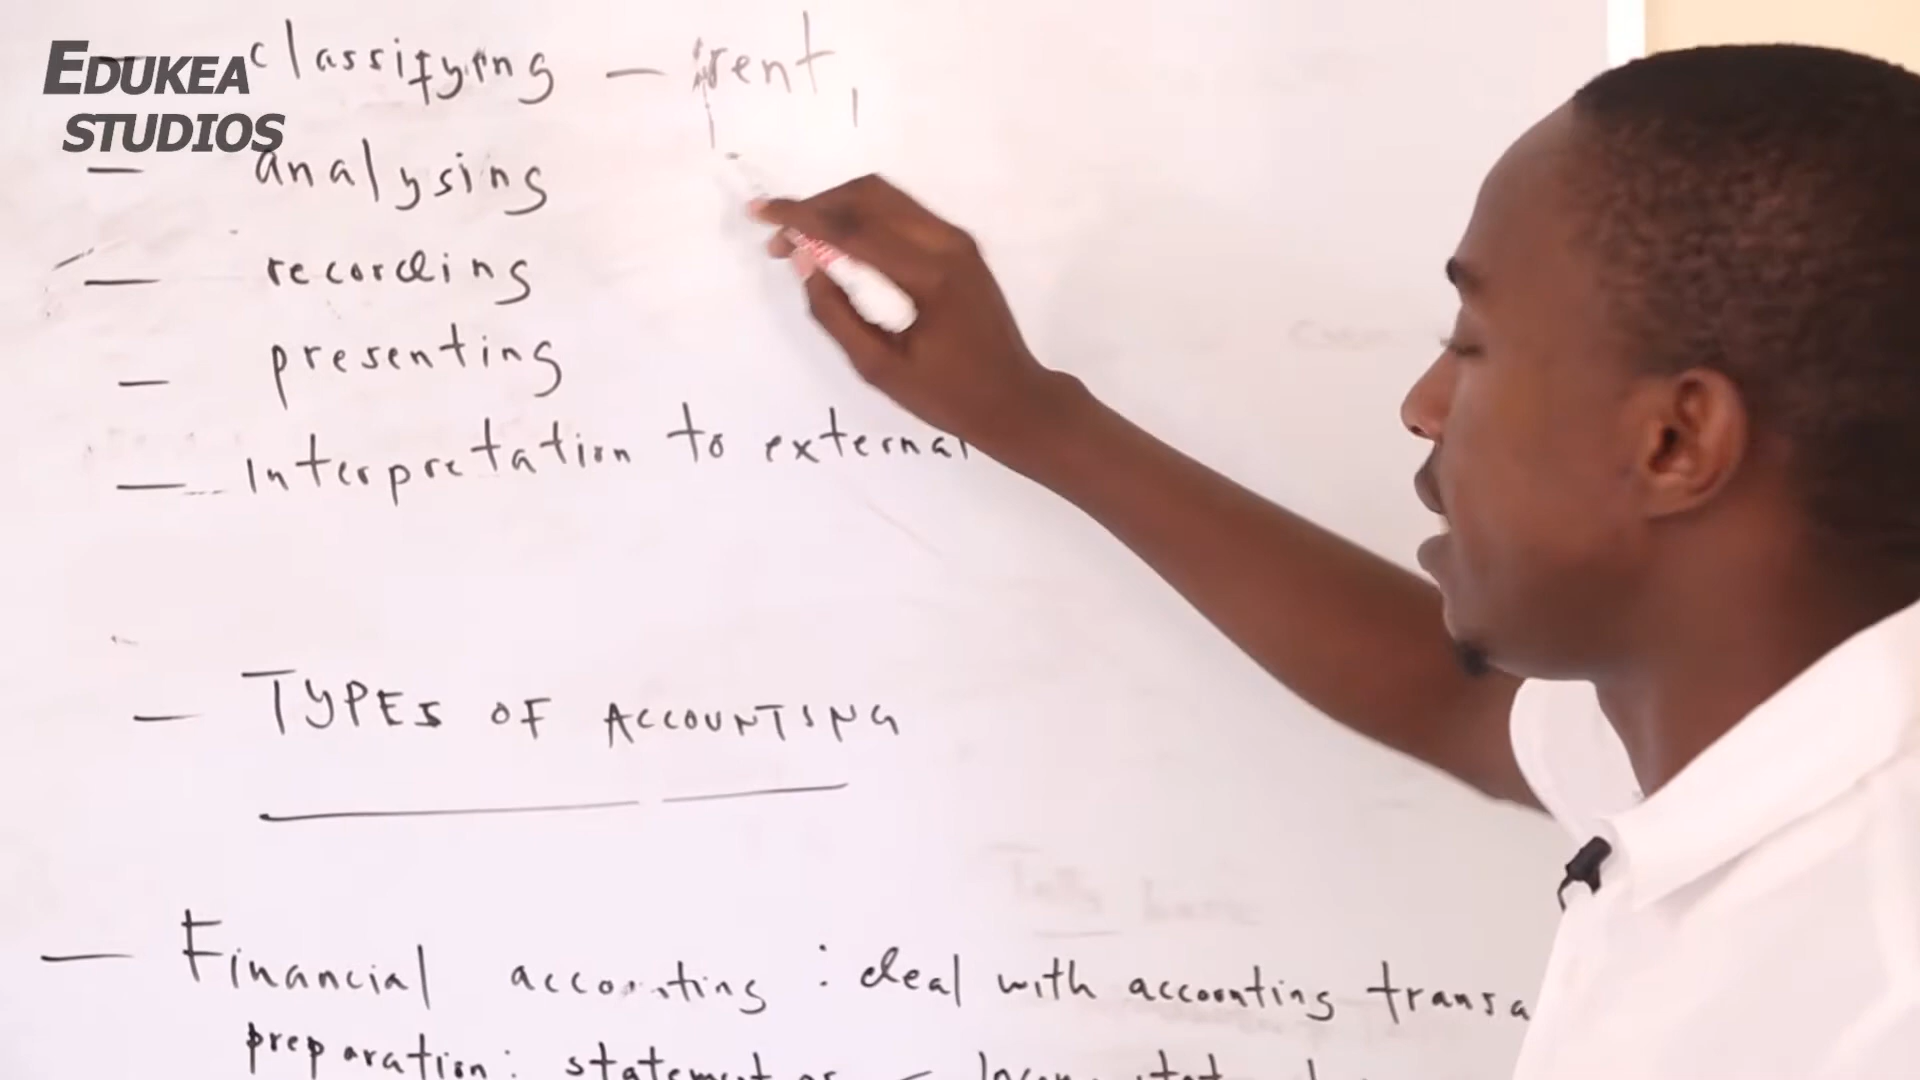 EDUKEA
STUDIOS
classifying — rent,
— analysing
— recording
— presenting
— Interpretation to external
— TYPES OF ACCOUNTING
— Financial accounting : deal with accounting transa
preparation :